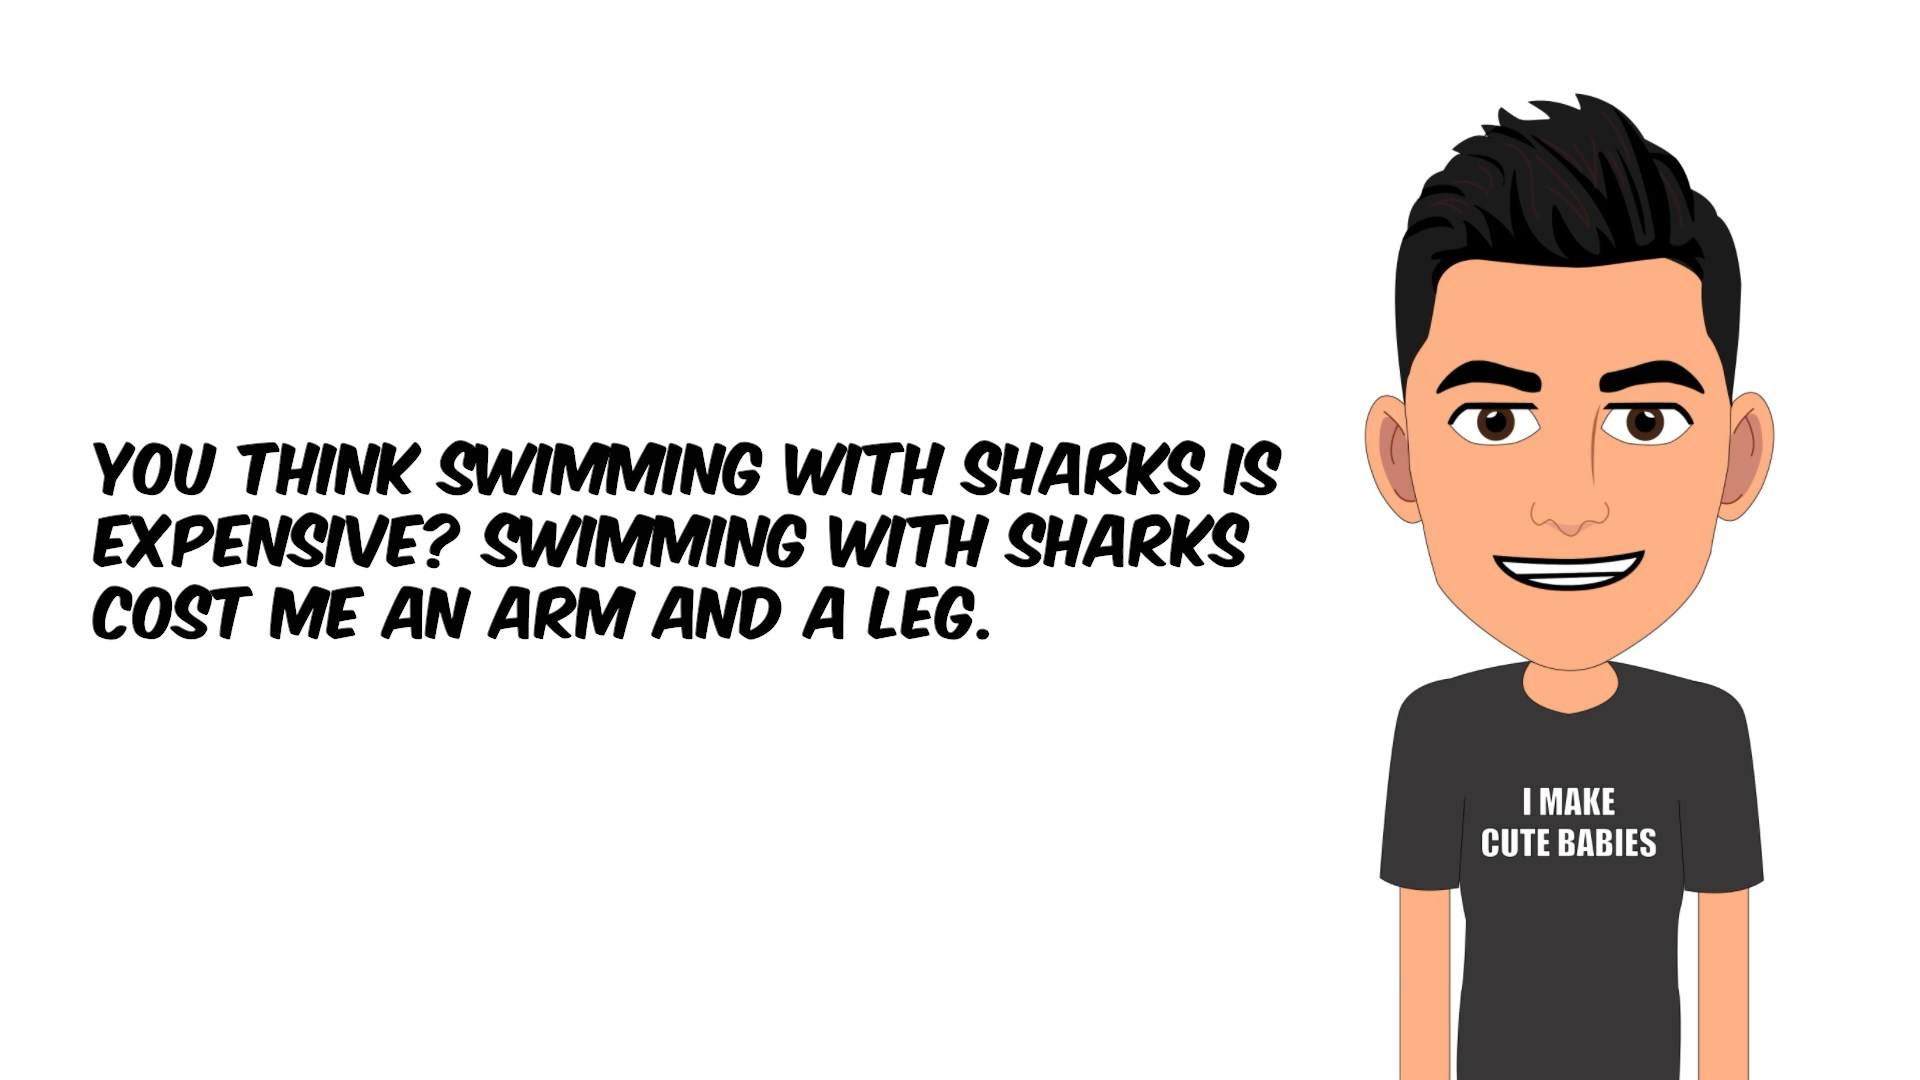 YOU THINK SWIMMING WITH SHARKS IS
EXPENSIVE? SWIMMING WITH SHARKS
COST ME AN ARM AND A LEG.
I MAKE
CUTE BABIES